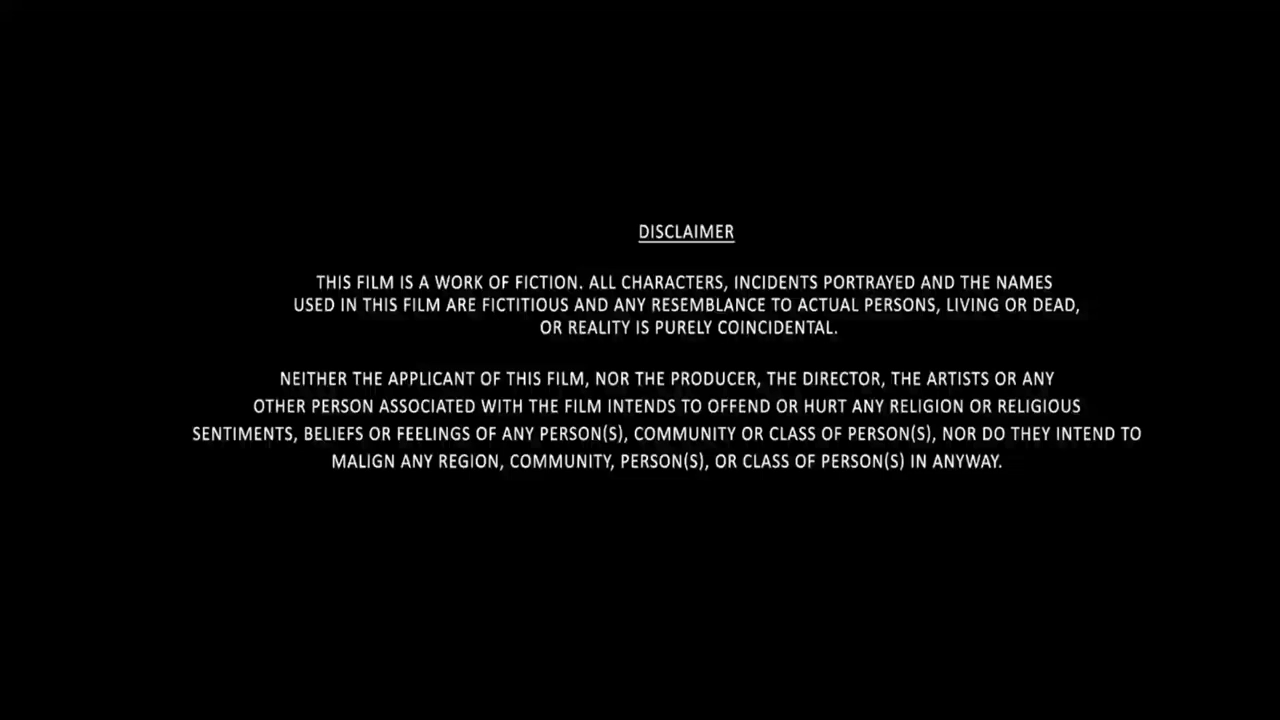 DISCLAIMER
THIS FILM IS A WORK OF FICTION. ALL CHARACTERS, INCIDENTS PORTRAYED AND THE NAMES
USED IN THIS FILM ARE FICTITIOUS AND ANY RESEMBLANCE TO ACTUAL PERSONS, LIVING OR DEAD,
OR REALITY IS PURELY COINCIDENTAL.
NEITHER THE APPLICANT OF THIS FILM, NOR THE PRODUCER, THE DIRECTOR, THE ARTISTS OR ANY
OTHER PERSON ASSOCIATED WITH THE FILM INTENDS TO OFFEND OR HURT ANY RELIGION OR RELIGIOUS
SENTIMENTS, BELIEFS OR FEELINGS OF ANY PERSON(S), COMMUNITY OR CLASS OF PERSON(S), NOR DO THEY INTEND TO
MALIGN ANY REGION, COMMUNITY, PERSON(S), OR CLASS OF PERSON(S) IN ANYWAY.